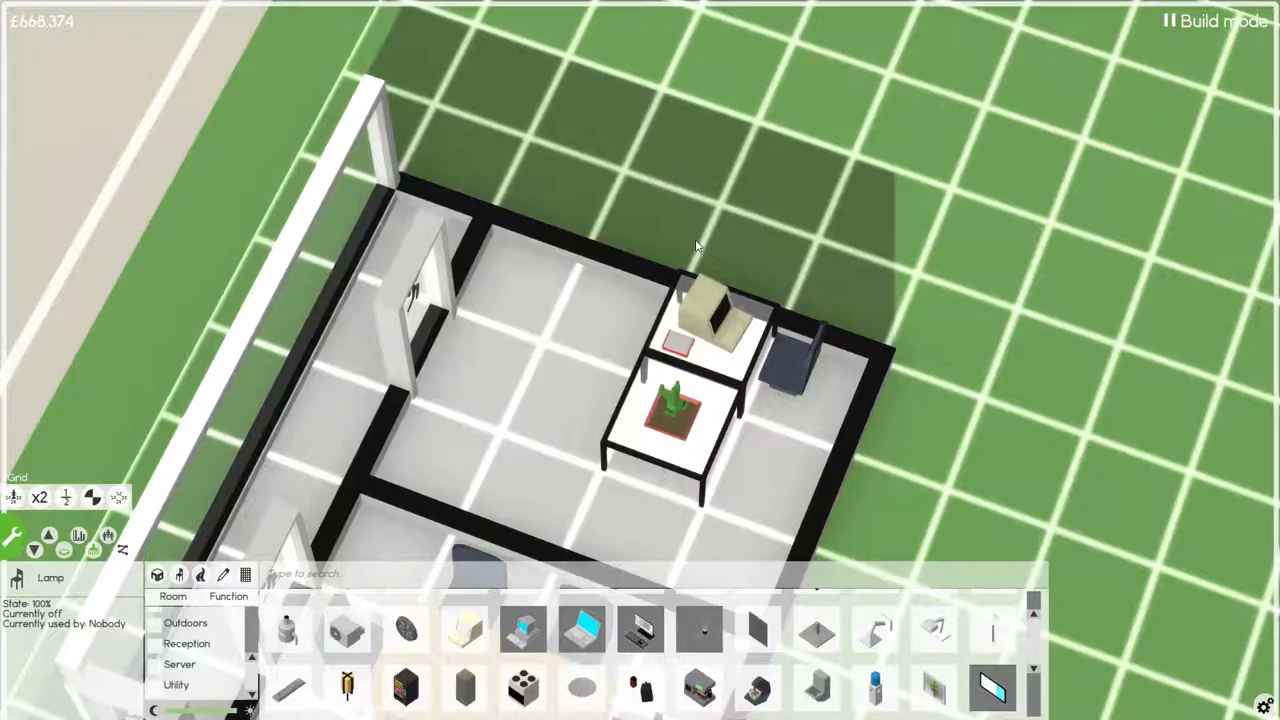 £668,374
Build mode
Grid
x2
1/2
Lamp
Type to search.
Room Function
State: 100%
Currently off
Currently used by: Nobody
Outdoors
Reception
Server
Utility